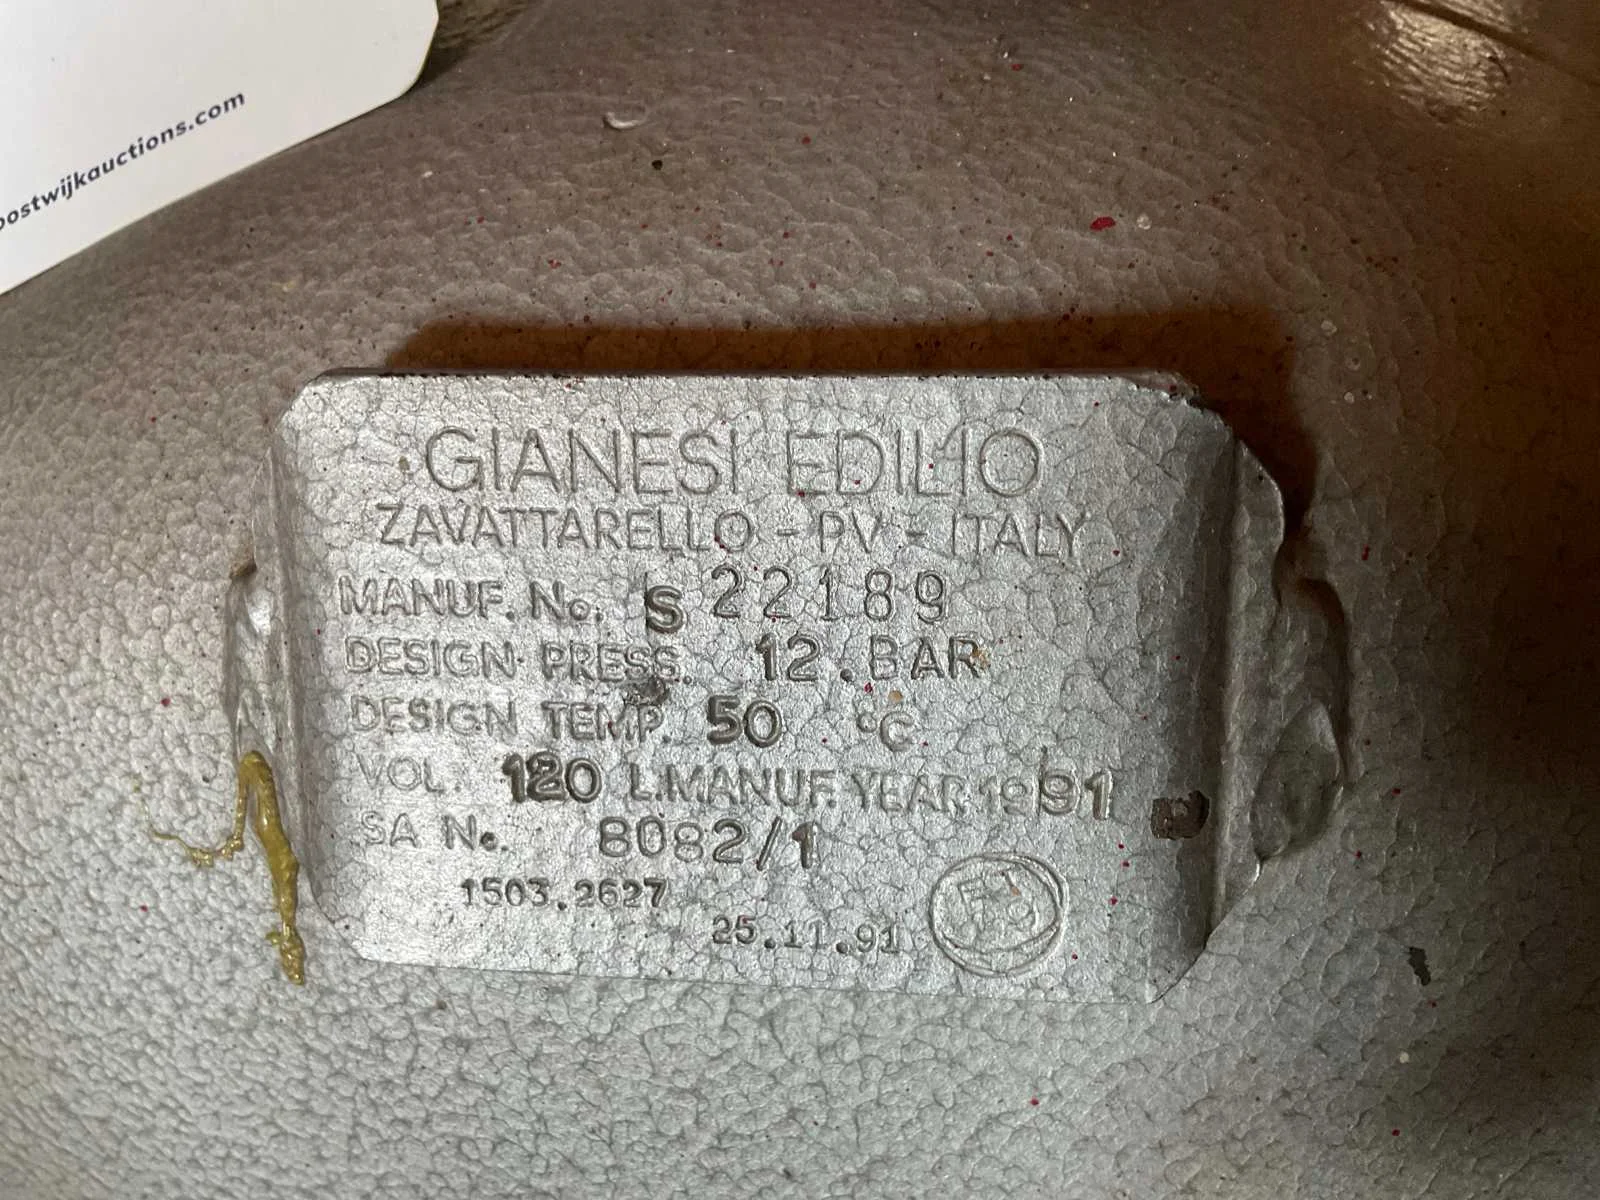 oostwijkauctions.com
GIANESI EDILIO
ZAVATTARELLO - PV - ITALY
MANUF. No. S 22189
DESIGN PRESS. 12.BAR
DESIGN TEMP. 50 °C
VOL. 120 L.MANUF. YEAR 1991
SA No. 8082/1
1503.2627
25.11.91